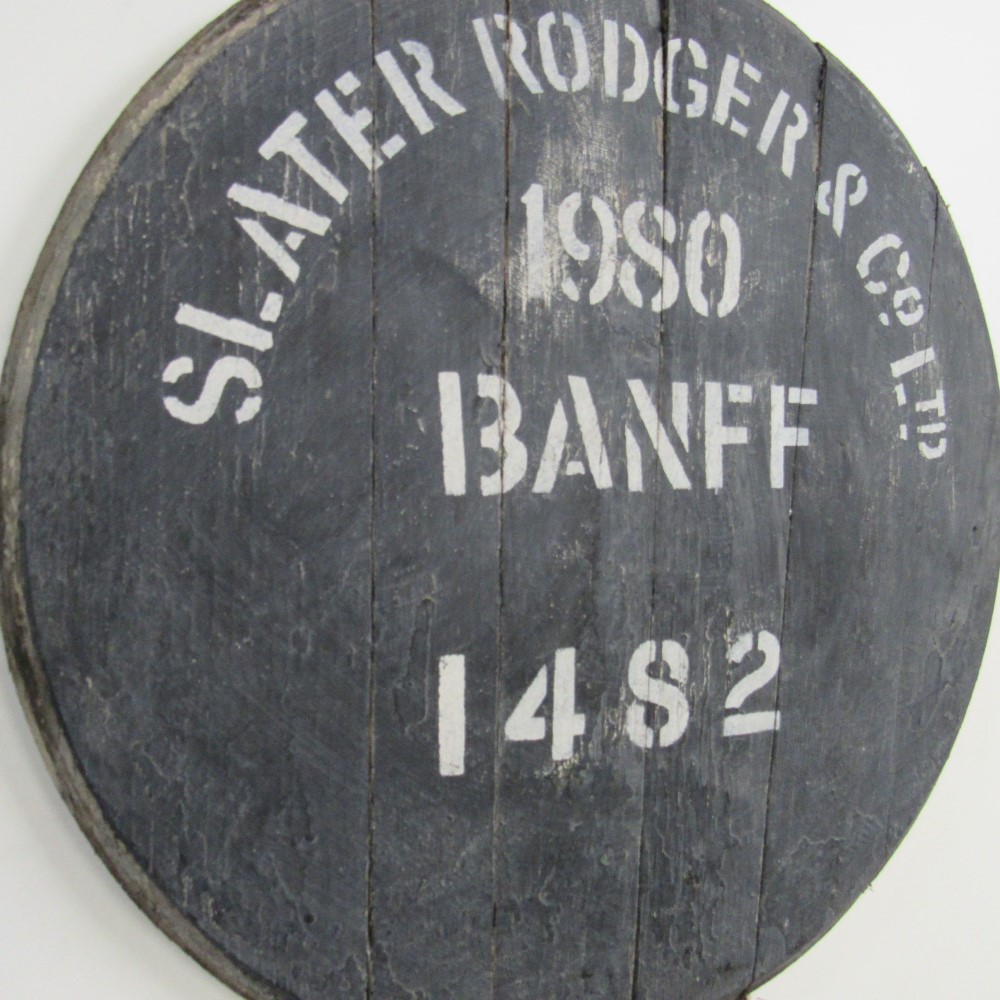 SLATER RODGER & CO. LTD
1980
BANFF
1482